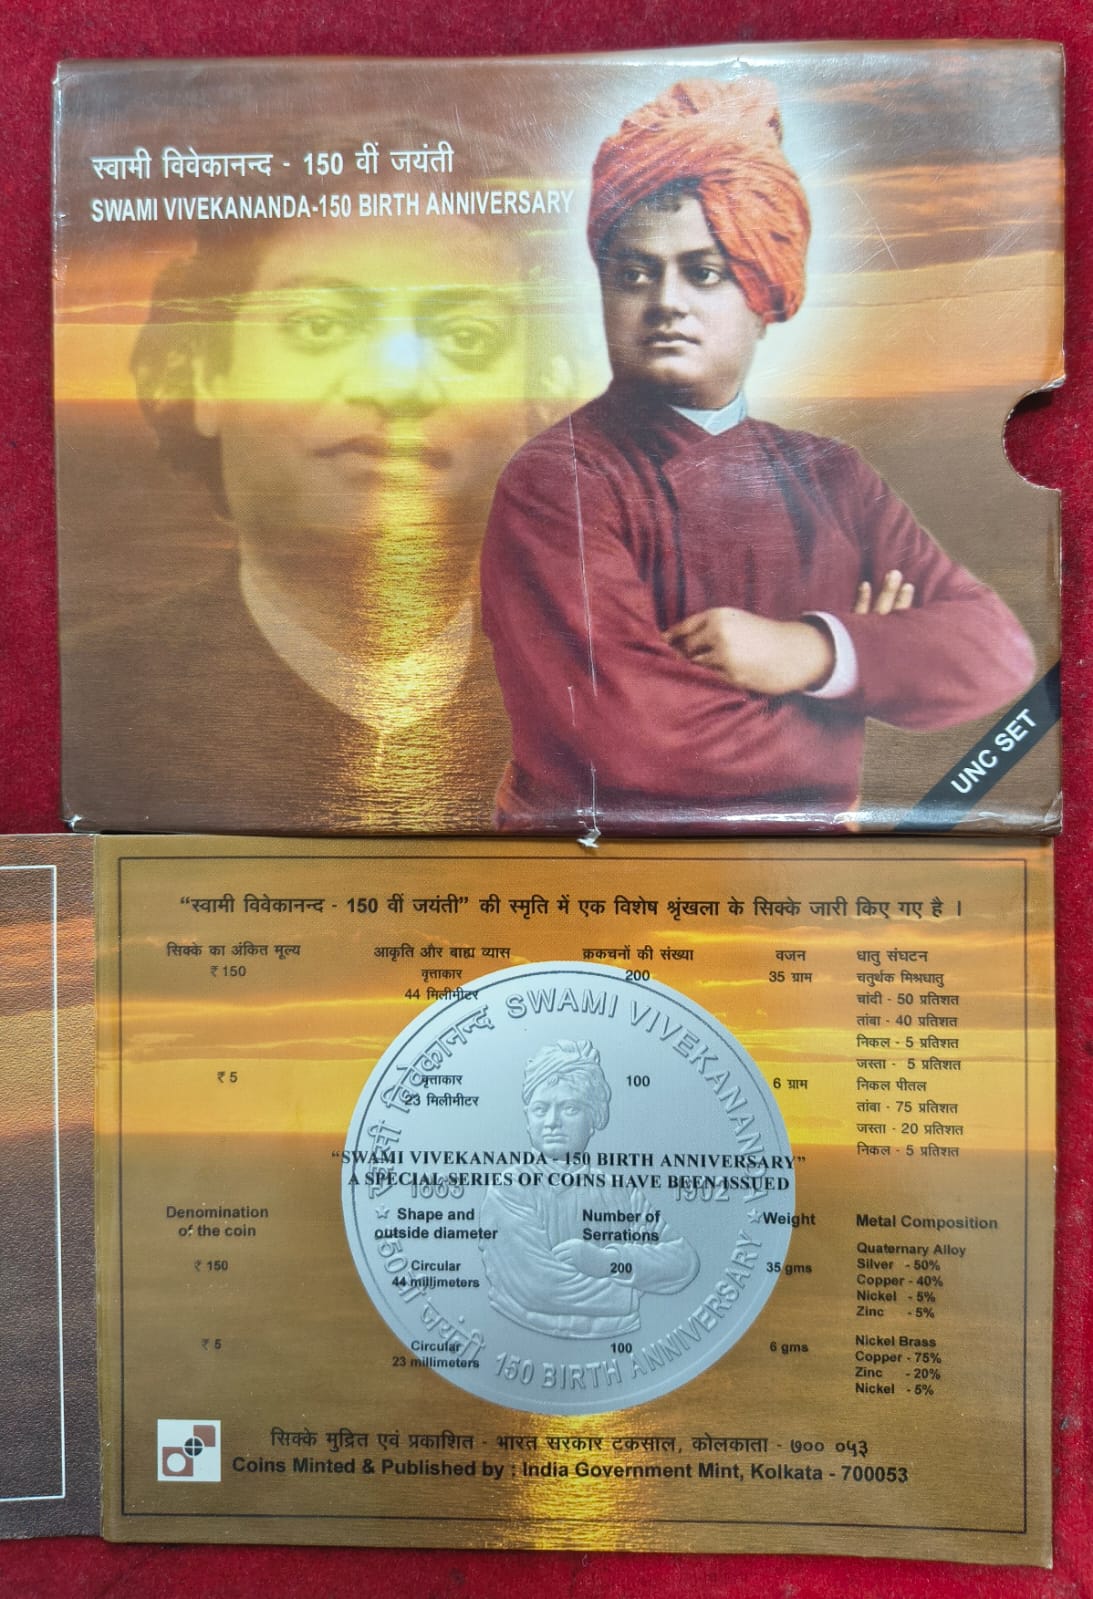 स्वामी विवेकानन्द - 150 वीं जयंती
SWAMI VIVEKANANDA-150 BIRTH ANNIVERSARY
UNC SET
“स्वामी विवेकानन्द - 150 वीं जयंती” की स्मृति में एक विशेष श्रृंखला के सिक्के जारी किए गए है ।
सिक्के का अंकित मूल्य आकृति और बाह्य व्यास क्रकचनों की संख्या वजन धातु संघटन
₹ 150 वृत्ताकार 200 35 ग्राम चतुर्थक मिश्रधातु
44 मिलीमीटर चांदी - 50 प्रतिशत
तांबा - 40 प्रतिशत
निकल - 5 प्रतिशत
जस्ता - 5 प्रतिशत
₹ 5 वृत्ताकार 100 6 ग्राम निकल पीतल
23 मिलीमीटर तांबा - 75 प्रतिशत
जस्ता - 20 प्रतिशत
निकल - 5 प्रतिशत
स्वामी विवेकानन्द SWAMI VIVEKANANDA
1863 1902
150वीं जयंती 150 BIRTH ANNIVERSARY
“SWAMI VIVEKANANDA - 150 BIRTH ANNIVERSARY”
A SPECIAL SERIES OF COINS HAVE BEEN ISSUED
Denomination Shape and Number of Weight Metal Composition
of the coin outside diameter Serrations
Quaternary Alloy
₹ 150 Circular 200 35 gms Silver - 50%
44 millimeters Copper - 40%
Nickel - 5%
Zinc - 5%
₹ 5 Circular 100 6 gms Nickel Brass
23 millimeters Copper - 75%
Zinc - 20%
Nickel - 5%
सिक्के मुद्रित एवं प्रकाशित - भारत सरकार टकसाल, कोलकाता - ७०० ०५३
Coins Minted & Published by : India Government Mint, Kolkata - 700053